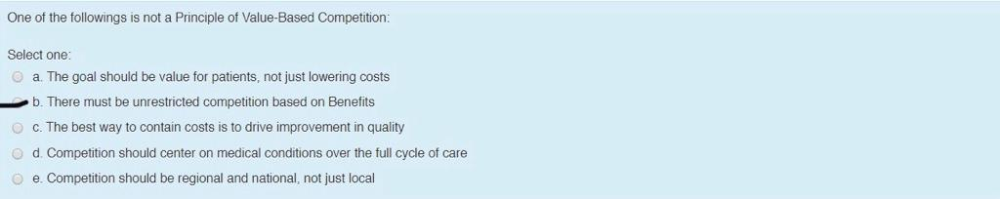 One of the followings is not a Principle of Value-Based Competition:
Select one:
a. The goal should be value for patients, not just lowering costs
b. There must be unrestricted competition based on Benefits
c. The best way to contain costs is to drive improvement in quality
d. Competition should center on medical conditions over the full cycle of care
e. Competition should be regional and national, not just local